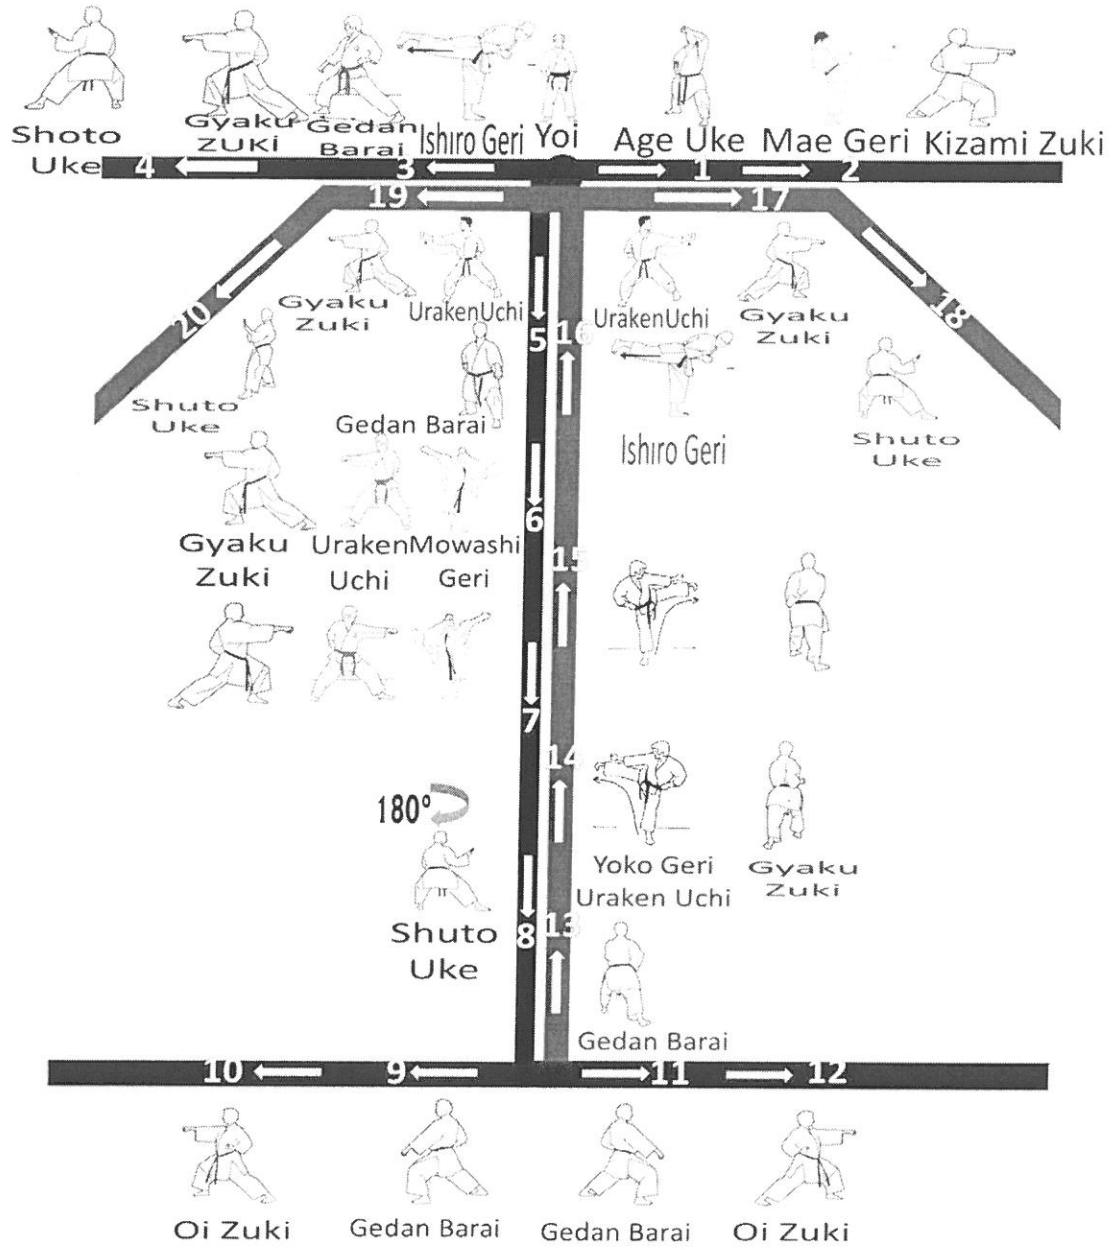 Shoto
Uke
Gyaku
ZUki
Gedan
Barai
Ishiro Geri
Yoi
Age Uke
Mae Geri
Kizami Zuki
4
3
1
2
19
17
20
18
Gyaku
Zuki
UrakenUchi
UrakenUchi
Gyaku
Zuki
5
16
Shuto
Uke
Gedan Barai
Ishiro Geri
Shuto
Uke
6
Gyaku
Zuki
Uraken
Uchi
Mowashi
Geri
15
7
14
180º
Yoko Geri
Uraken Uchi
Gyaku
Zuki
Shuto
Uke
8
13
Gedan Barai
10
9
11
12
Oi Zuki
Gedan Barai
Gedan Barai
Oi Zuki